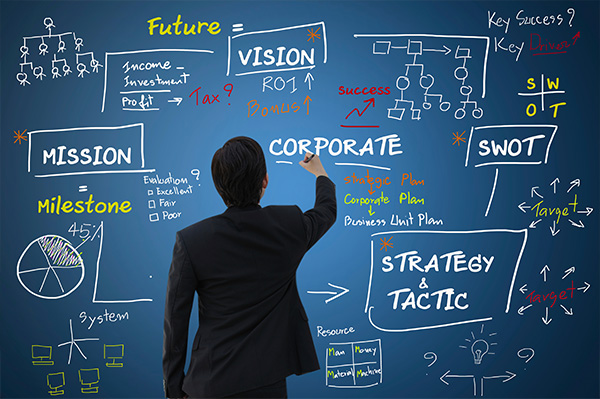 Future =
VISION
ROI
Bonus
Income
Investment
Profit
Tax?
MISSION
=
Milestone
Evaluation?
Excellent
Fair
Poor
45%
System
CORPORATE
Success
Strategic Plan
Corporate Plan
Business Unit Plan
Key Success?
Key Driver
S W
O T
SWOT
Target
Target
STRATEGY
&
TACTIC
Resource
Man Money
Material Machine
? ?